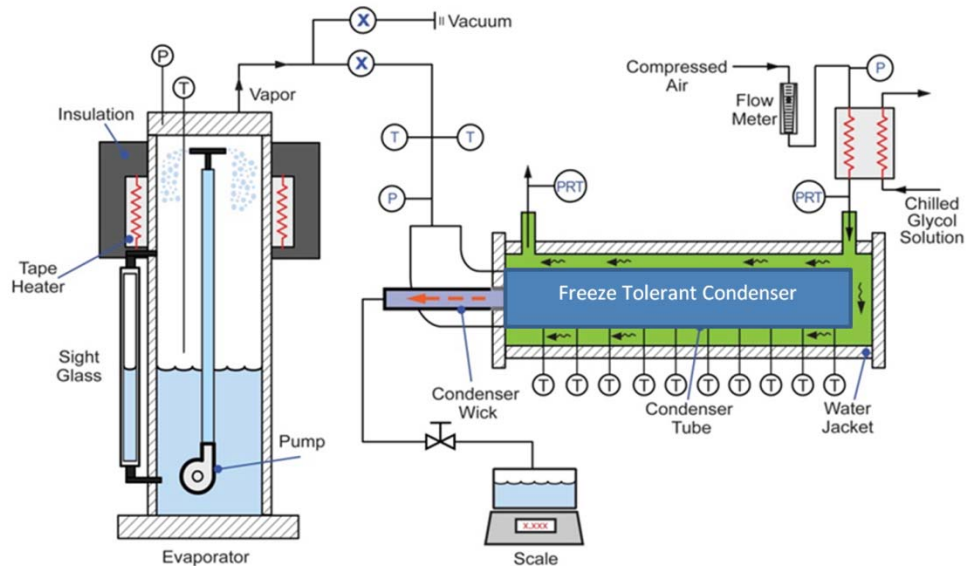 X
Vacuum
P
T
Vapor
X
Compressed
Air
Flow
Meter
P
Insulation
T
T
PRT
PRT
Chilled
Glycol
Solution
P
Tape
Heater
Freeze Tolerant Condenser
Sight
Glass
T
T
T
T
T
T
T
T
T
T
Condenser
Wick
Condenser
Tube
Water
Jacket
Pump
X.XXX
Evaporator
Scale